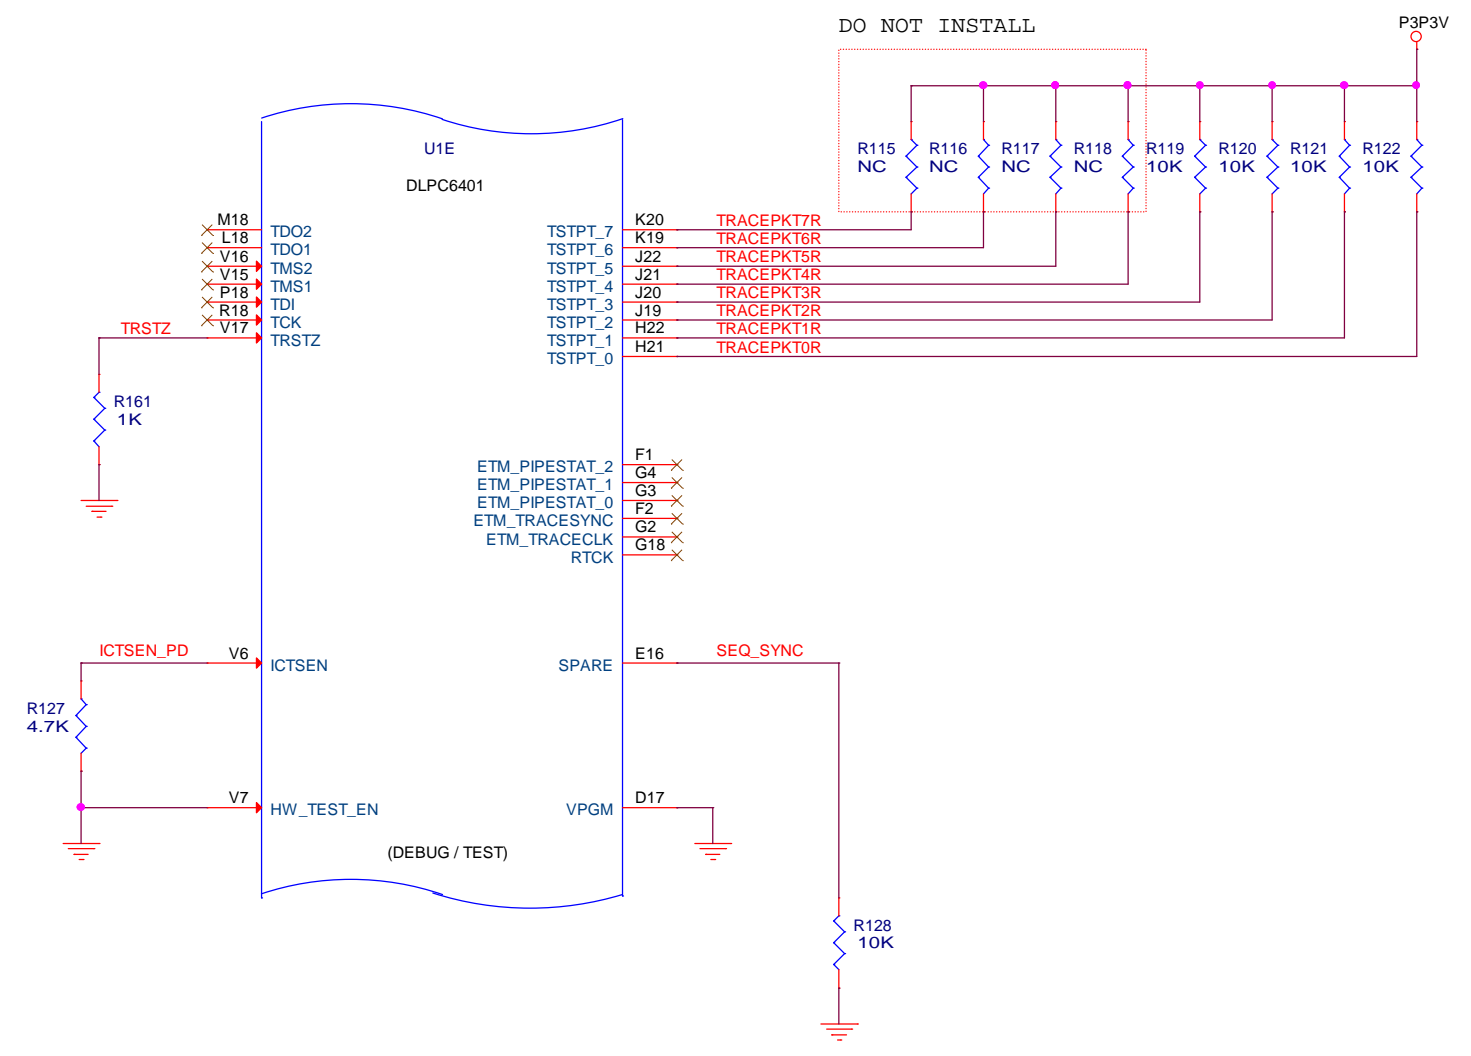 DO NOT INSTALL
P3P3V
R115 NC
R116 NC
R117 NC
R118 NC
R119 10K
R120 10K
R121 10K
R122 10K
U1E
DLPC6401
M18 TDO2
L18 TDO1
V16 TMS2
V15 TMS1
P18 TDI
R18 TCK
TRSTZ V17 TRSTZ
TSTPT_7 K20 TRACEPKT7R
TSTPT_6 K19 TRACEPKT6R
TSTPT_5 J22 TRACEPKT5R
TSTPT_4 J21 TRACEPKT4R
TSTPT_3 J20 TRACEPKT3R
TSTPT_2 J19 TRACEPKT2R
TSTPT_1 H22 TRACEPKT1R
TSTPT_0 H21 TRACEPKT0R
R161
1K
ETM_PIPESTAT_2 F1
ETM_PIPESTAT_1 G4
ETM_PIPESTAT_0 G3
ETM_TRACESYNC F2
ETM_TRACECLK G2
RTCK G18
ICTSEN_PD V6 ICTSEN
SPARE E16 SEQ_SYNC
R127
4.7K
V7 HW_TEST_EN
VPGM D17
(DEBUG / TEST)
R128
10K